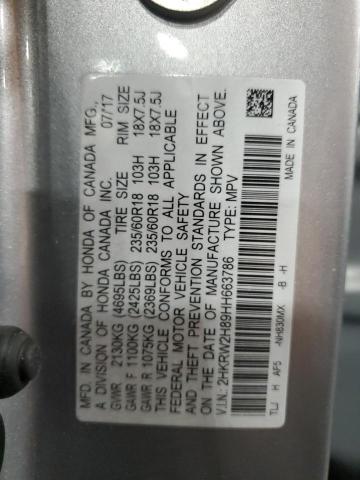 MFD. IN CANADA BY HONDA OF CANADA MFG.,
A DIVISION OF HONDA CANADA INC. 07/17
GVWR 2130KG (4695LBS) TIRE SIZE RIM SIZE
GAWR F 1100KG (2425LBS) 235/60R18 103H 18X7.5J
GAWR R 1075KG (2369LBS) 235/60R18 103H 18X7.5J
THIS VEHICLE CONFORMS TO ALL APPLICABLE
FEDERAL MOTOR VEHICLE SAFETY
AND THEFT PREVENTION STANDARDS IN EFFECT
ON THE DATE OF MANUFACTURE SHOWN ABOVE.
V.I.N.: 2HKRW2H89HH663786 TYPE: MPV
TLJ H AF5 -NH830MX -B -H
MADE IN CANADA